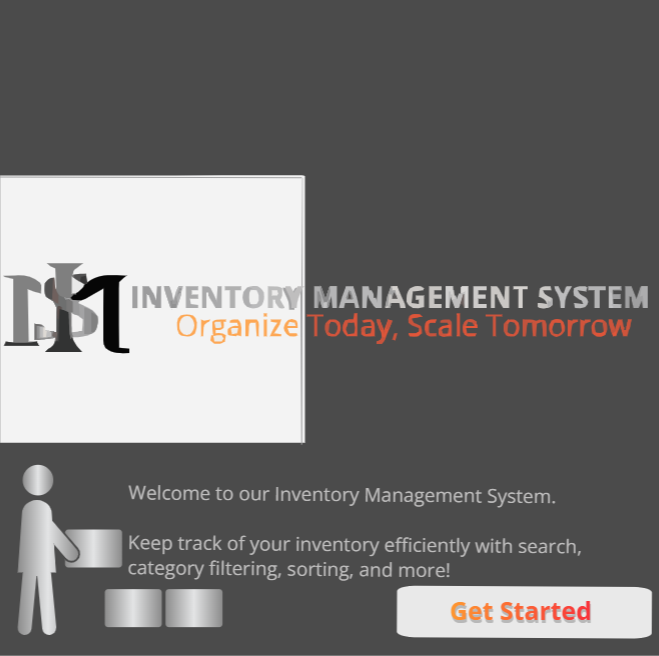 IMS
INVENTORY MANAGEMENT SYSTEM
Organize Today, Scale Tomorrow
Welcome to our Inventory Management System.
Keep track of your inventory efficiently with search,
category filtering, sorting, and more!
Get Started